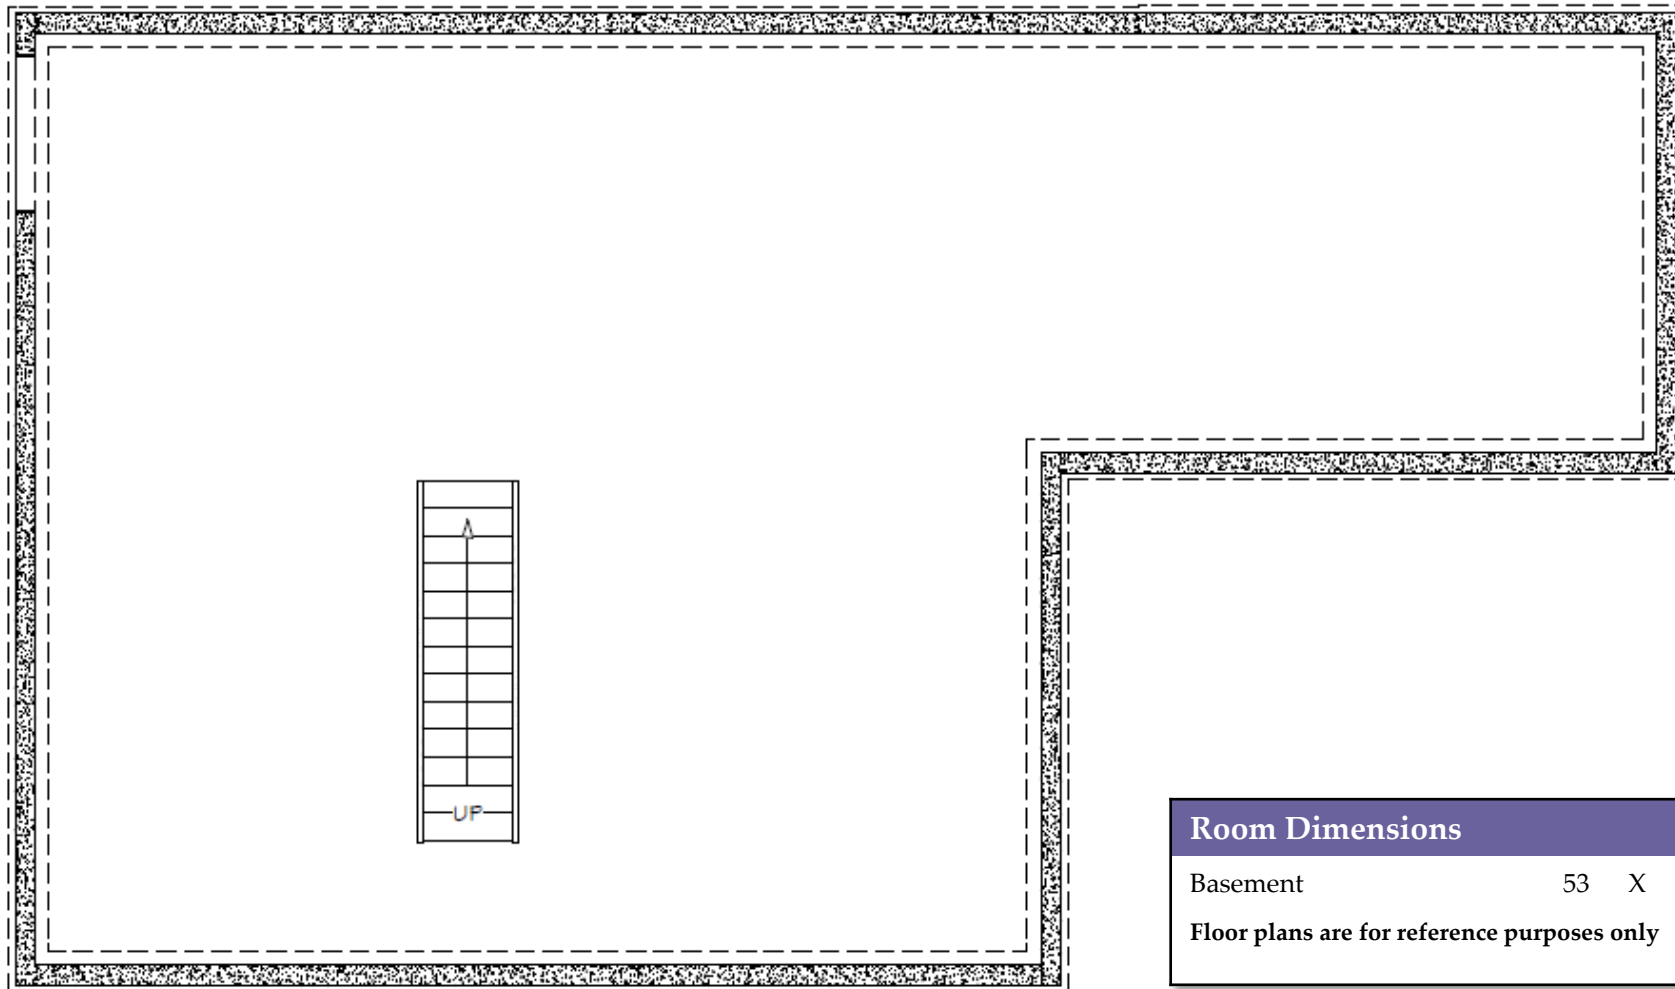 UP
Room Dimensions
Basement 53 X
Floor plans are for reference purposes only